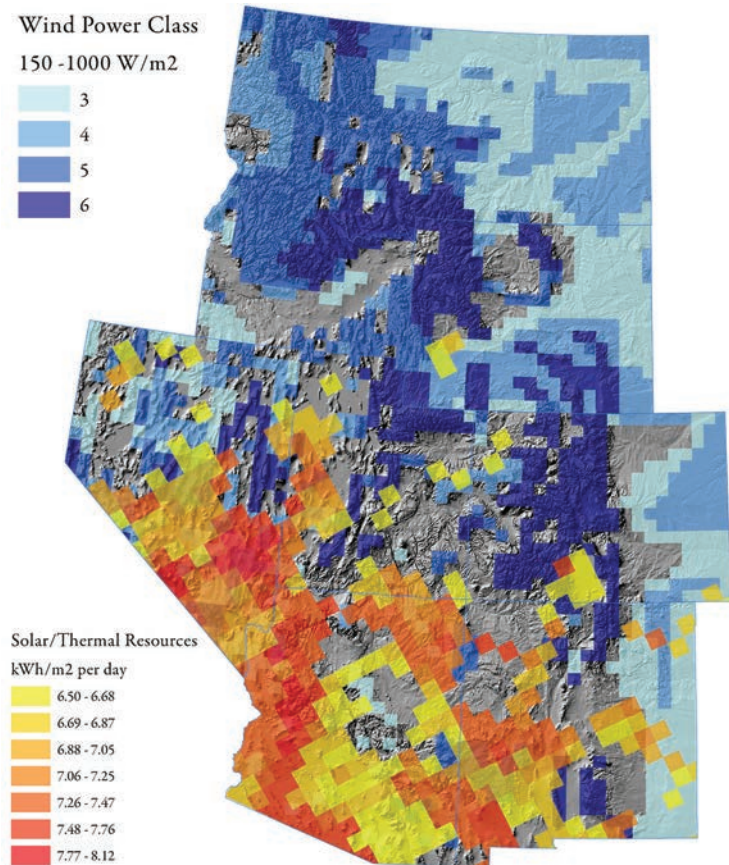 Wind Power Class
150 -1000 W/m2
3
4
5
6
Solar/Thermal Resources
kWh/m2 per day
6.50 - 6.68
6.69 - 6.87
6.88 - 7.05
7.06 - 7.25
7.26 - 7.47
7.48 - 7.76
7.77 - 8.12